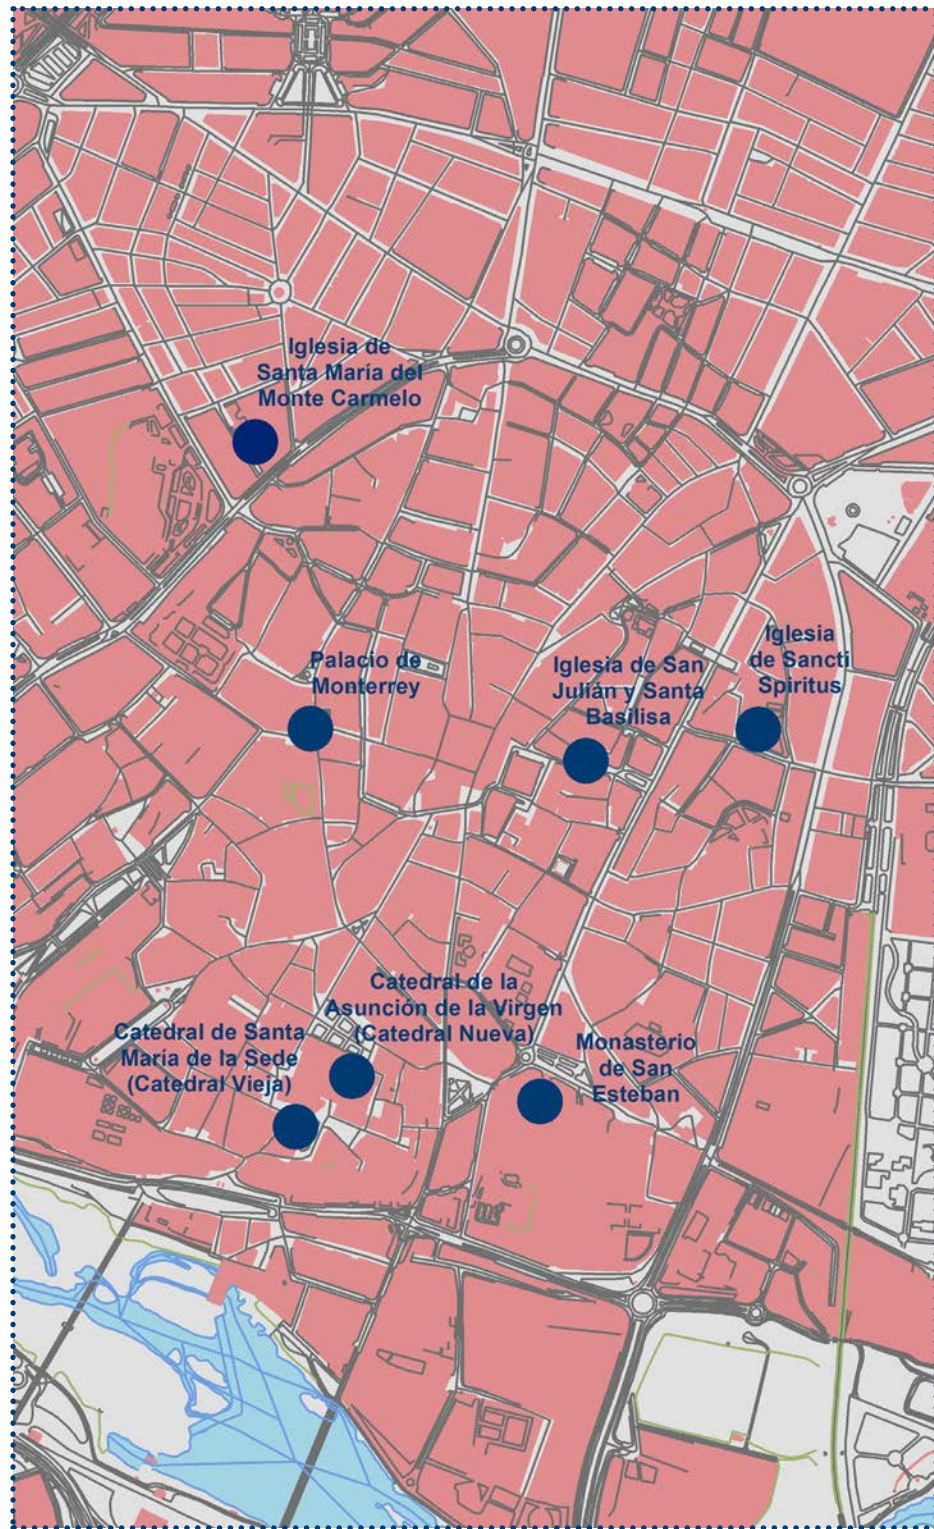 Iglesia de
Santa María del
Monte Carmelo
Palacio de
Monterrey
Iglesia de San
Julián y Santa
Basilisa
Iglesia
de Sancti
Spiritus
Catedral de la
Asunción de la Virgen
(Catedral Nueva)
Catedral de Santa
María de la Sede
(Catedral Vieja)
Monasterio
de San
Esteban